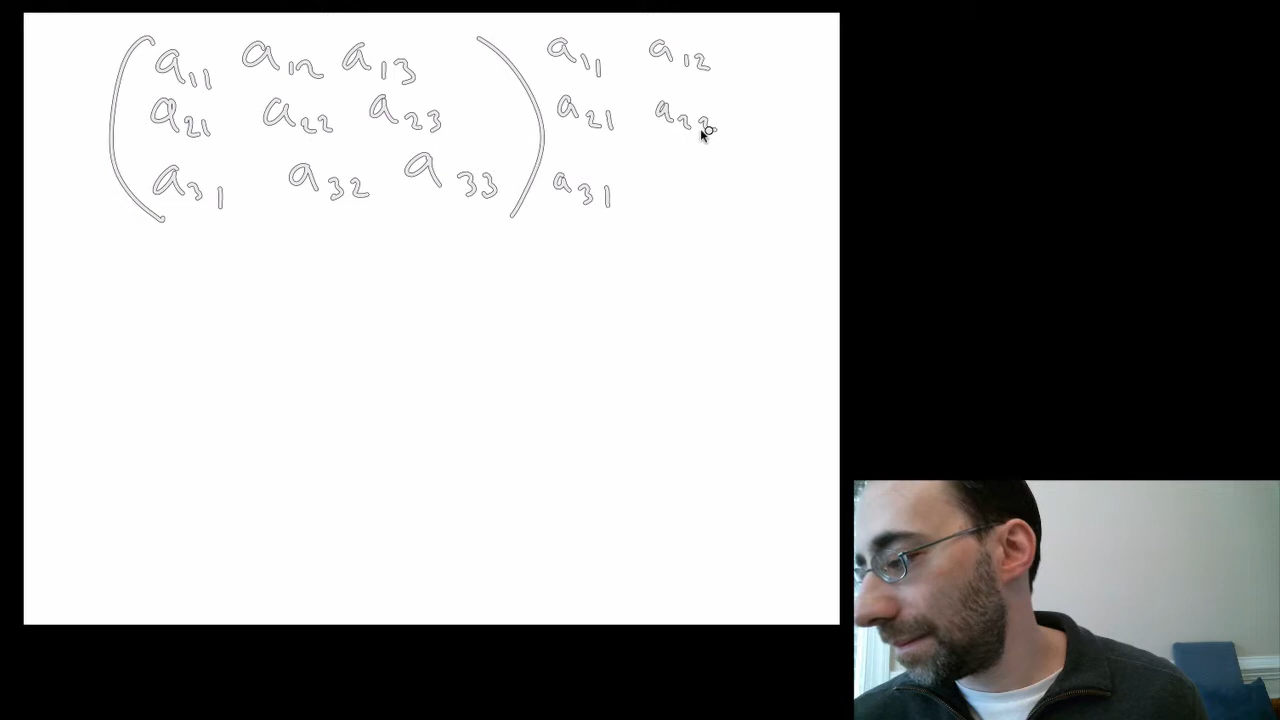 ( a11 a12 a13 ) a11 a12
a21 a22 a23 a21 a22
a31 a32 a33 a31